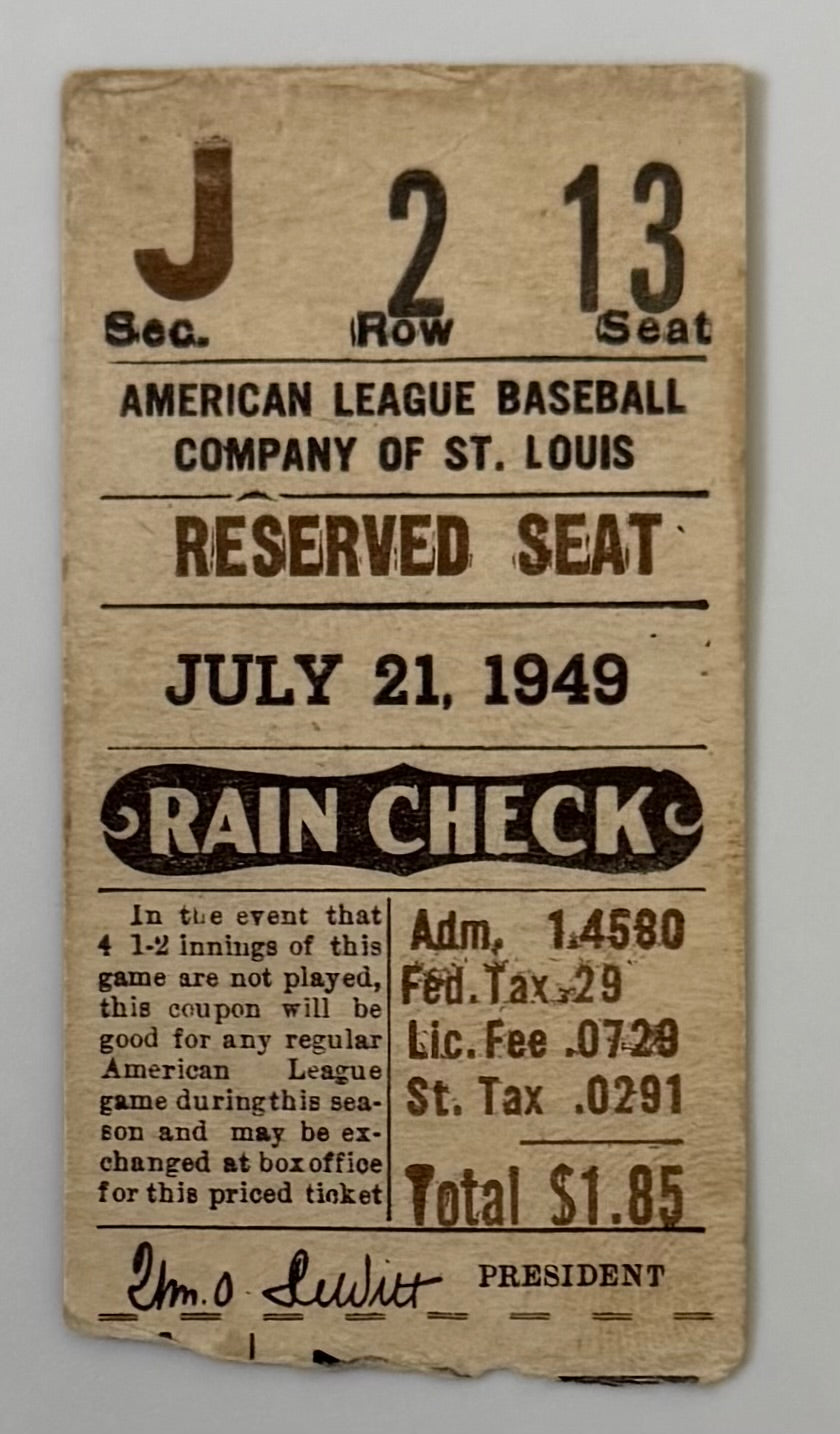 J 2 13
Sec. Row Seat
AMERICAN LEAGUE BASEBALL
COMPANY OF ST. LOUIS
RESERVED SEAT
JULY 21, 1949
RAIN CHECK
In the event that
4 1-2 innings of this
game are not played,
this coupon will be
good for any regular
American League
game during this sea-
son and may be ex-
changed at box office
for this priced ticket
Adm. 1.4580
Fed. Tax .29
Lic. Fee .0729
St. Tax .0291
Total $1.85
Wm. O. DeWitt PRESIDENT